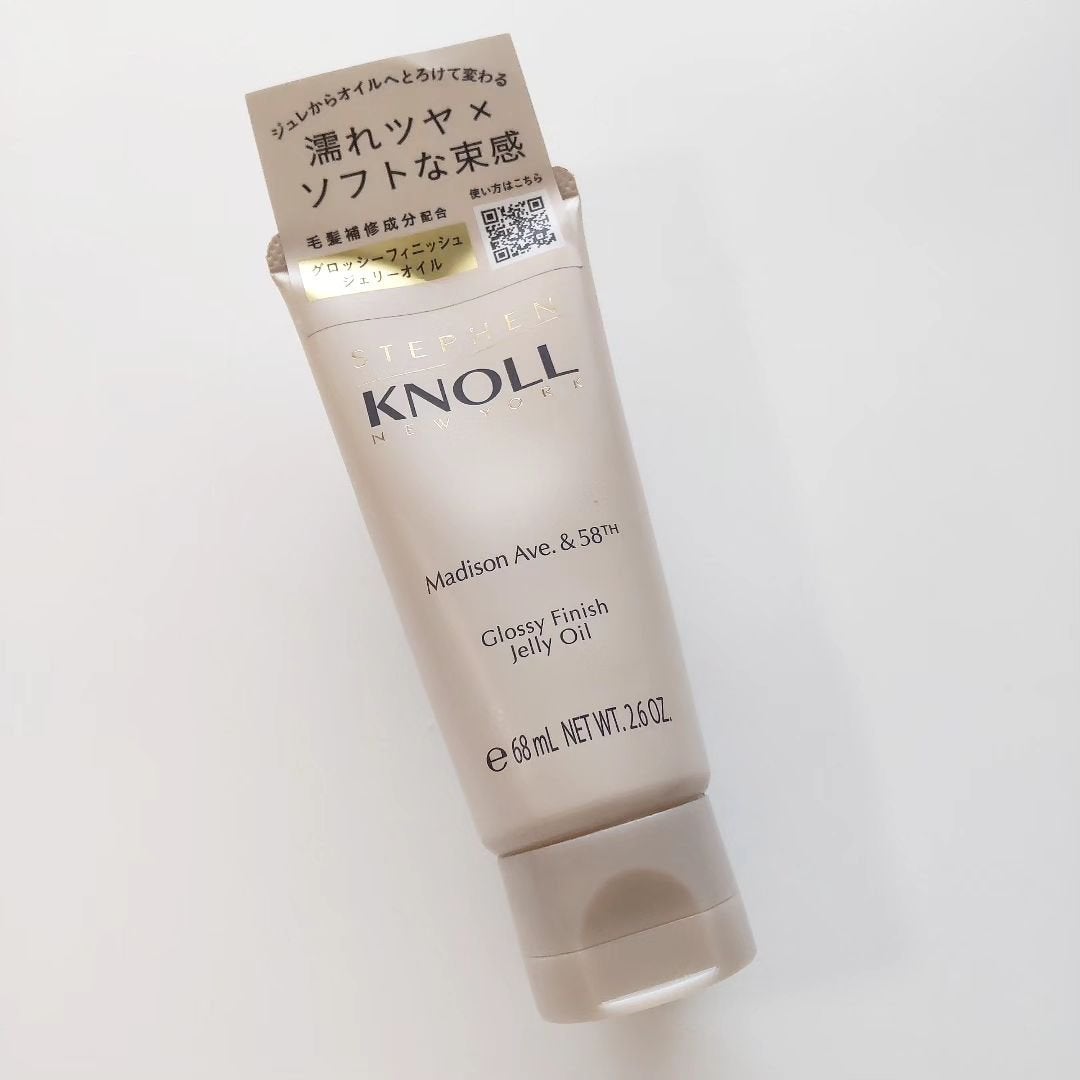 ジュレからオイルへとろけて変わる
濡れツヤ×
ソフトな束感
使い方はこちら
毛髪補修成分配合
グロッシーフィニッシュ
ジェリーオイル
STEPHEN
KNOLL
NEW YORK
Madison Ave. & 58TH
Glossy Finish
Jelly Oil
e 68 mL NET WT. 2.6 OZ.